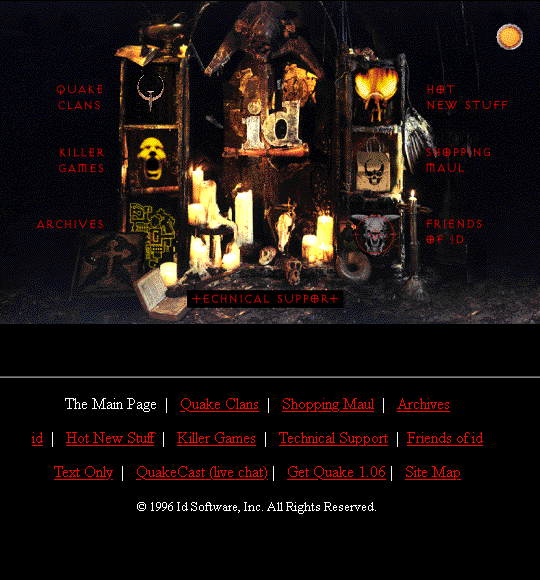 QUAKE
CLANS
HOT
NEW STUFF
id
KILLER
GAMES
SHOPPING
MAUL
ARCHIVES
FRIENDS
OF ID
TECHNICAL SUPPORT
The Main Page | Quake Clans | Shopping Maul | Archives
id | Hot New Stuff | Killer Games | Technical Support | Friends of id
Text Only | QuakeCast (live chat) | Get Quake 1.06 | Site Map
© 1996 Id Software, Inc. All Rights Reserved.